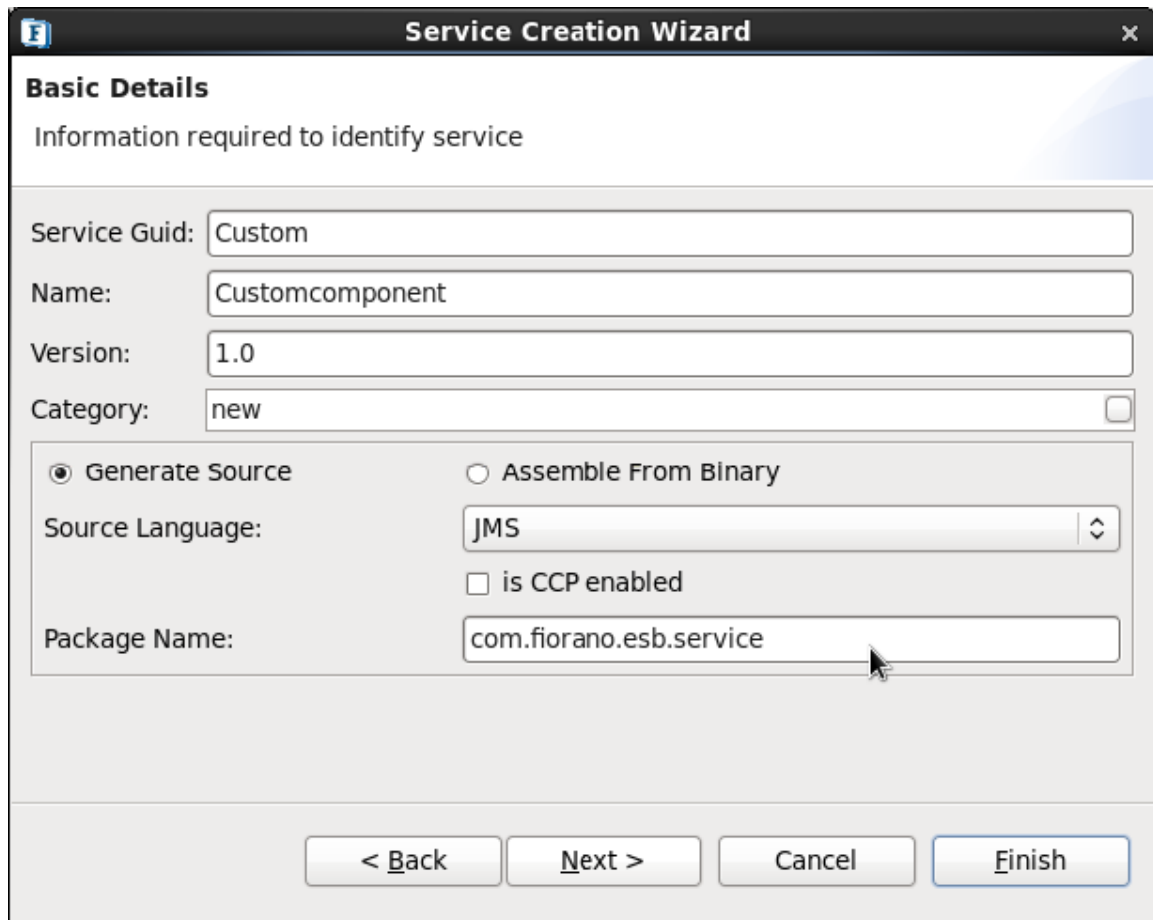 Service Creation Wizard
Basic Details
Information required to identify service
Service Guid: Custom
Name: Customcomponent
Version: 1.0
Category: new
Generate Source Assemble From Binary
Source Language: JMS
is CCP enabled
Package Name: com.fiorano.esb.service
< Back Next > Cancel Finish